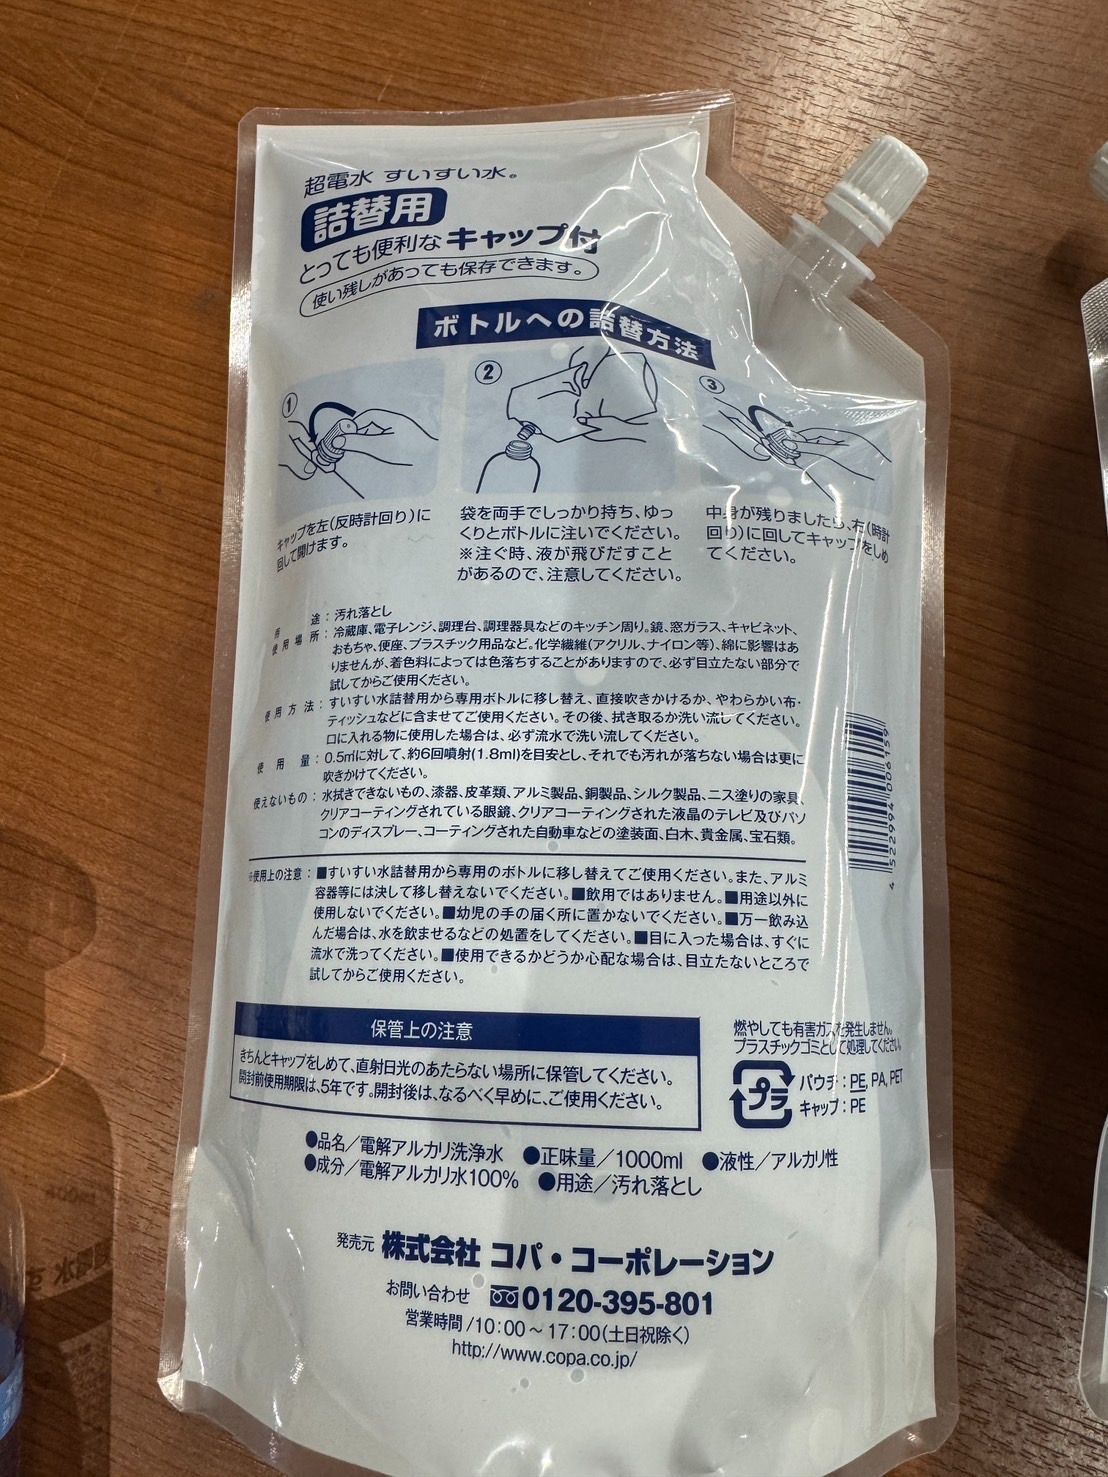 超電水 すいすい水。
詰替用
とっても便利なキャップ付
使い残しがあっても保存できます。
ボトルへの詰替方法
①
②
③
キャップを左(反時計回り)に
回して開けます。
袋を両手でしっかり持ち、ゆっ
くりとボトルに注いでください。
※注ぐ時、液が飛びだすこと
があるので、注意してください。
中身が残りましたら、右(時計
回り)に回してキャップをしめ
てください。
用途：汚れ落とし
使用場所：冷蔵庫、電子レンジ、調理台、調理器具などのキッチン周り。鏡、窓ガラス、キャビネット、
おもちゃ、便座、プラスチック用品など。化学繊維(アクリル、ナイロン等)、綿に影響はあ
りませんが、着色料によっては色落ちすることがありますので、必ず目立たない部分で
試してからご使用ください。
使用方法：すいすい水詰替用から専用ボトルに移し替え、直接吹きかけるか、やわらかい布・
ティッシュなどに含ませてご使用ください。その後、拭き取るか洗い流してください。
口に入れる物に使用した場合は、必ず流水で洗い流してください。
使用量：0.5㎡に対して、約6回噴射(1.8ml)を目安とし、それでも汚れが落ちない場合は更に
吹きかけてください。
使えないもの：水拭きできないもの、漆器、皮革類、アルミ製品、銅製品、シルク製品、ニス塗りの家具、
クリアコーティングされている眼鏡、クリアコーティングされた液晶のテレビ及びパソ
コンのディスプレー、コーティングされた自動車などの塗装面、白木、貴金属、宝石類。
※使用上の注意：■すいすい水詰替用から専用のボトルに移し替えてご使用ください。また、アルミ
容器等には決して移し替えないでください。■飲用ではありません。■用途以外に
使用しないでください。■幼児の手の届く所に置かないでください。■万一飲み込
んだ場合は、水を飲ませるなどの処置をしてください。■目に入った場合は、すぐに
流水で洗ってください。■使用できるかどうか心配な場合は、目立たないところで
試してからご使用ください。
4 522994 006159
保管上の注意
きちんとキャップをしめて、直射日光のあたらない場所に保管してください。
開封前使用期限は、5年です。開封後は、なるべく早めに、ご使用ください。
燃やしても有害ガスを発生しません。
プラスチックゴミとして処理してください。
プラ
パウチ：PE, PA, PET
キャップ：PE
●品名／電解アルカリ洗浄水 ●正味量／1000ml ●液性／アルカリ性
●成分／電解アルカリ水100% ●用途／汚れ落とし
発売元 株式会社 コパ・コーポレーション
お問い合わせ 0120-395-801
営業時間/10:00～17:00(土日祝除く)
http://www.copa.co.jp/